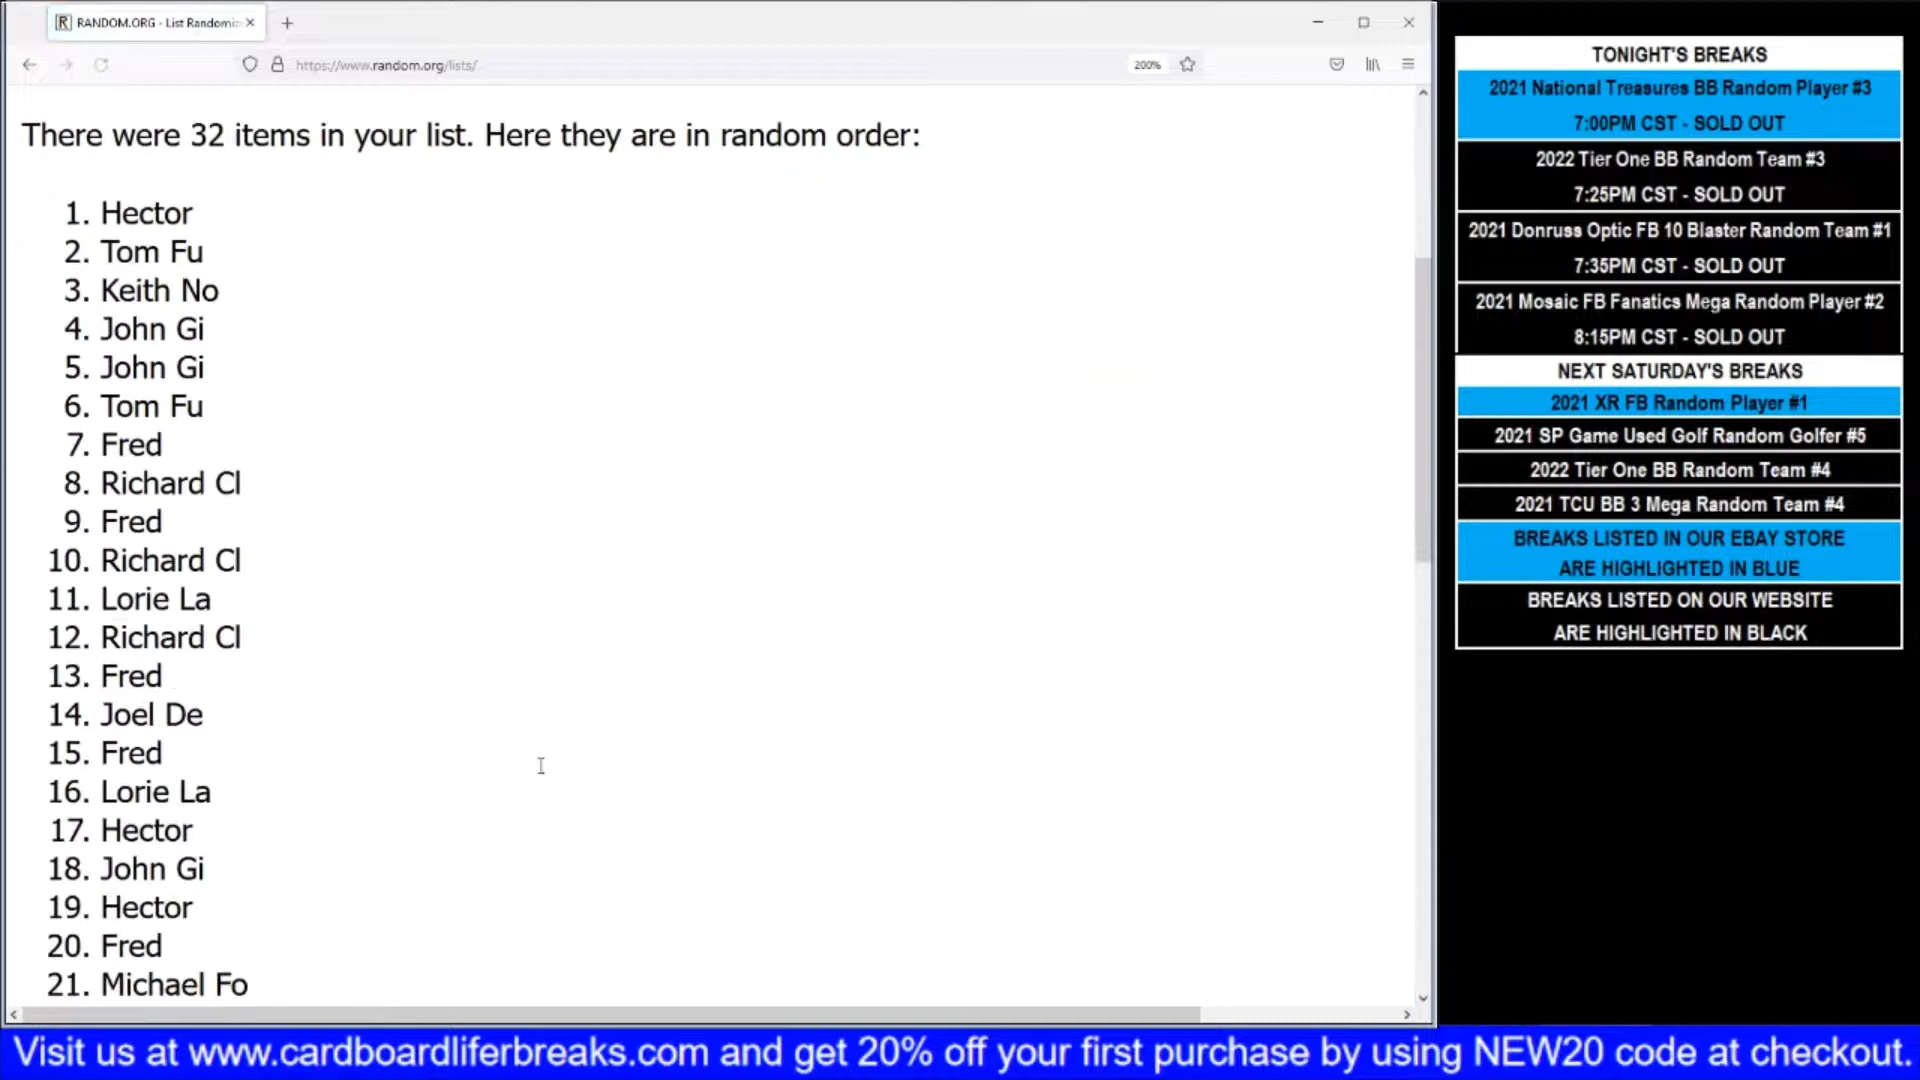 RANDOM.ORG - List Randomiz
https://www.random.org/lists/
200%
There were 32 items in your list. Here they are in random order:
1. Hector
2. Tom Fu
3. Keith No
4. John Gi
5. John Gi
6. Tom Fu
7. Fred
8. Richard Cl
9. Fred
10. Richard Cl
11. Lorie La
12. Richard Cl
13. Fred
14. Joel De
15. Fred
16. Lorie La
17. Hector
18. John Gi
19. Hector
20. Fred
21. Michael Fo
TONIGHT'S BREAKS
2021 National Treasures BB Random Player #3
7:00PM CST - SOLD OUT
2022 Tier One BB Random Team #3
7:25PM CST - SOLD OUT
2021 Donruss Optic FB 10 Blaster Random Team #1
7:35PM CST - SOLD OUT
2021 Mosaic FB Fanatics Mega Random Player #2
8:15PM CST - SOLD OUT
NEXT SATURDAY'S BREAKS
2021 XR FB Random Player #1
2021 SP Game Used Golf Random Golfer #5
2022 Tier One BB Random Team #4
2021 TCU BB 3 Mega Random Team #4
BREAKS LISTED IN OUR EBAY STORE
ARE HIGHLIGHTED IN BLUE
BREAKS LISTED ON OUR WEBSITE
ARE HIGHLIGHTED IN BLACK
Visit us at www.cardboardliferbreaks.com and get 20% off your first purchase by using NEW20 code at checkout.